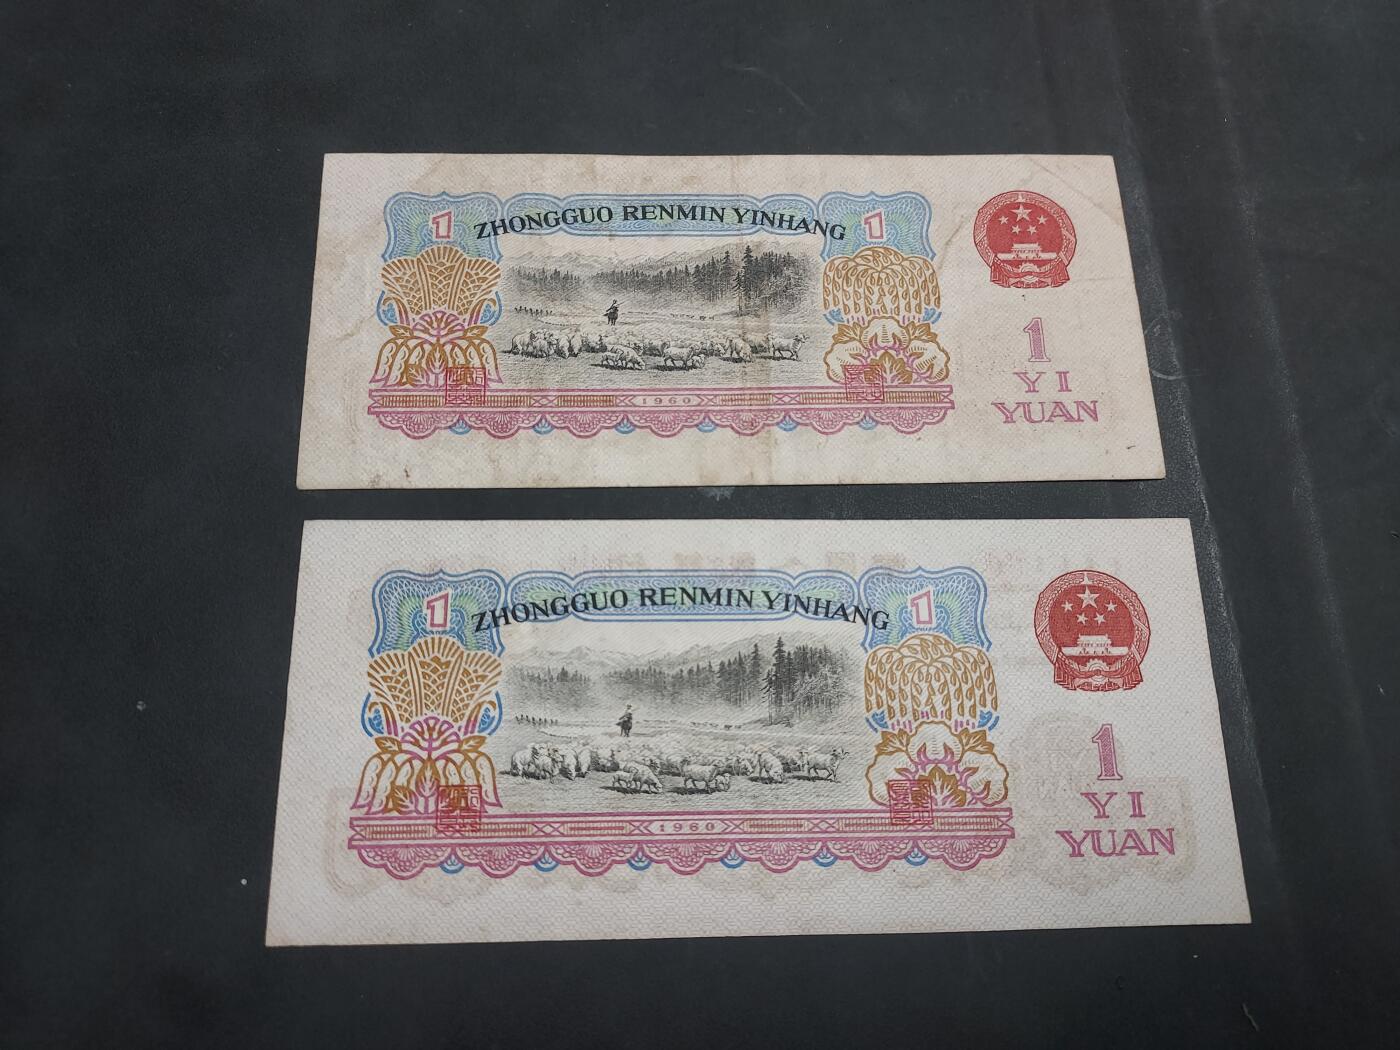 1 ZHONGGUO RENMIN YINHANG 1
1
YI
YUAN
1960
1 ZHONGGUO RENMIN YINHANG 1
1
YI
YUAN
1960